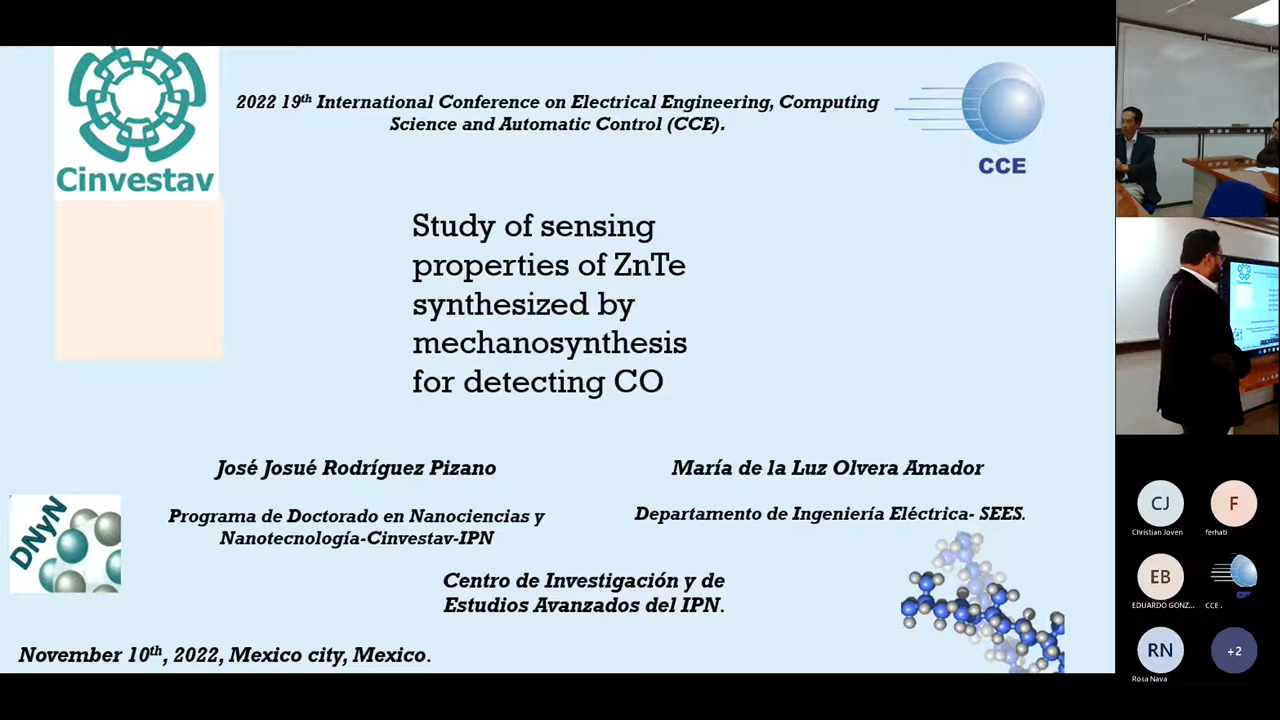 Cinvestav
2022 19th International Conference on Electrical Engineering, Computing
Science and Automatic Control (CCE).
CCE
Study of sensing
properties of ZnTe
synthesized by
mechanosynthesis
for detecting CO
José Josué Rodríguez Pizano
María de la Luz Olvera Amador
Programa de Doctorado en Nanociencias y
Nanotecnología-Cinvestav-IPN
Departamento de Ingeniería Eléctrica- SEES.
DNyN
Centro de Investigación y de
Estudios Avanzados del IPN.
November 10th, 2022, Mexico city, Mexico.
Cinvestav
CJ
Christian Joven
F
ferhati
EB
EDUARDO GONZ...
CCE .
RN
Rosa Nava
+2